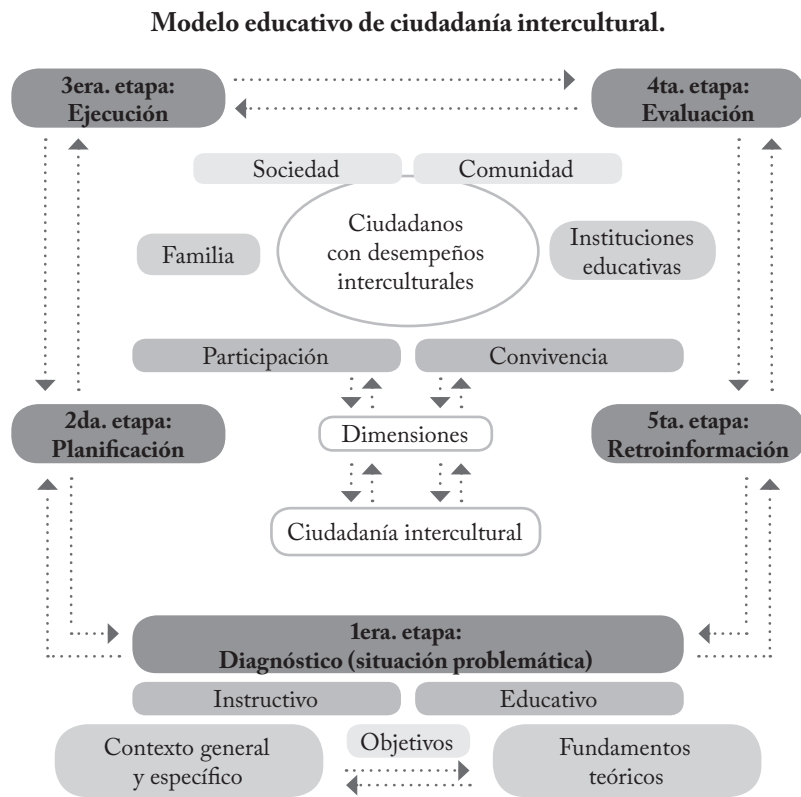 Modelo educativo de ciudadanía intercultural.
3era. etapa:
Ejecución
4ta. etapa:
Evaluación
Sociedad
Comunidad
Familia
Ciudadanos
con desempeños
interculturales
Instituciones
educativas
Participación
Convivencia
2da. etapa:
Planificación
Dimensiones
5ta. etapa:
Retroinformación
Ciudadanía intercultural
1era. etapa:
Diagnóstico (situación problemática)
Instructivo
Educativo
Contexto general
y específico
Objetivos
Fundamentos
teóricos